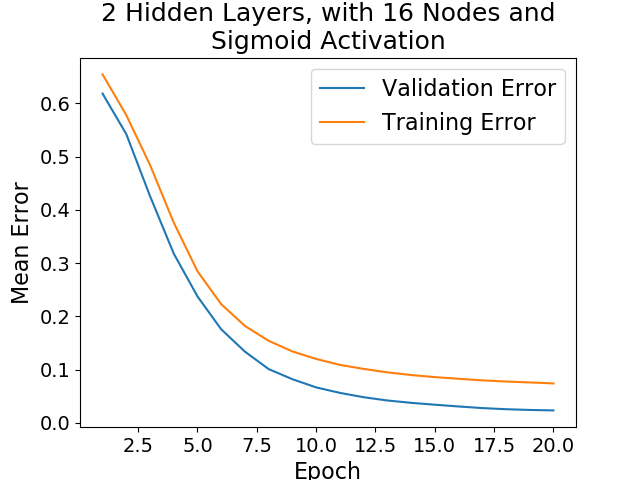 2 Hidden Layers, with 16 Nodes and
Sigmoid Activation
Validation Error
Training Error
Mean Error
0.6
0.5
0.4
0.3
0.2
0.1
0.0
2.5 5.0 7.5 10.0 12.5 15.0 17.5 20.0
Epoch